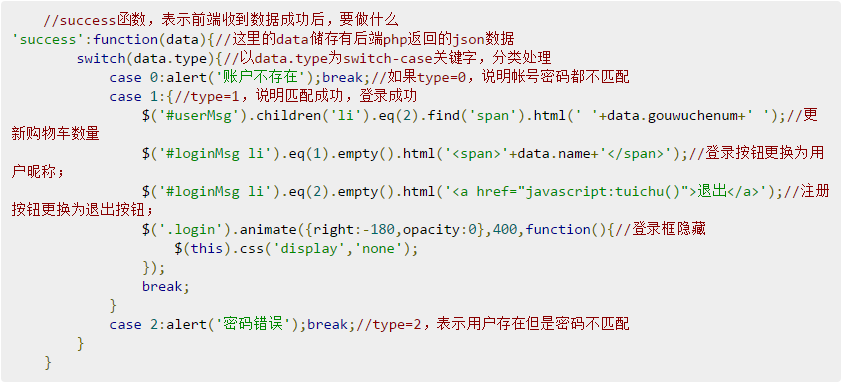 //success函数，表示前端收到数据成功后，要做什么
'success':function(data){//这里的data储存有后端php返回的json数据
switch(data.type){//以data.type为switch-case关键字，分类处理
case 0:alert('账户不存在');break;//如果type=0，说明帐号密码都不匹配
case 1:{//type=1，说明匹配成功，登录成功
$('#userMsg').children('li').eq(2).find('span').html(' '+data.gouwuchenum+' ');//更
新购物车数量
$('#loginMsg li').eq(1).empty().html('<span>'+data.name+'</span>');//登录按钮更换为用
户昵称；
$('#loginMsg li').eq(2).empty().html('<a href="javascript:tuichu()">退出</a>');//注册
按钮更换为退出按钮；
$('.login').animate({right:-180,opacity:0},400,function(){//登录框隐藏
$(this).css('display','none');
});
break;
}
case 2:alert('密码错误');break;//type=2，表示用户存在但是密码不匹配
}
}